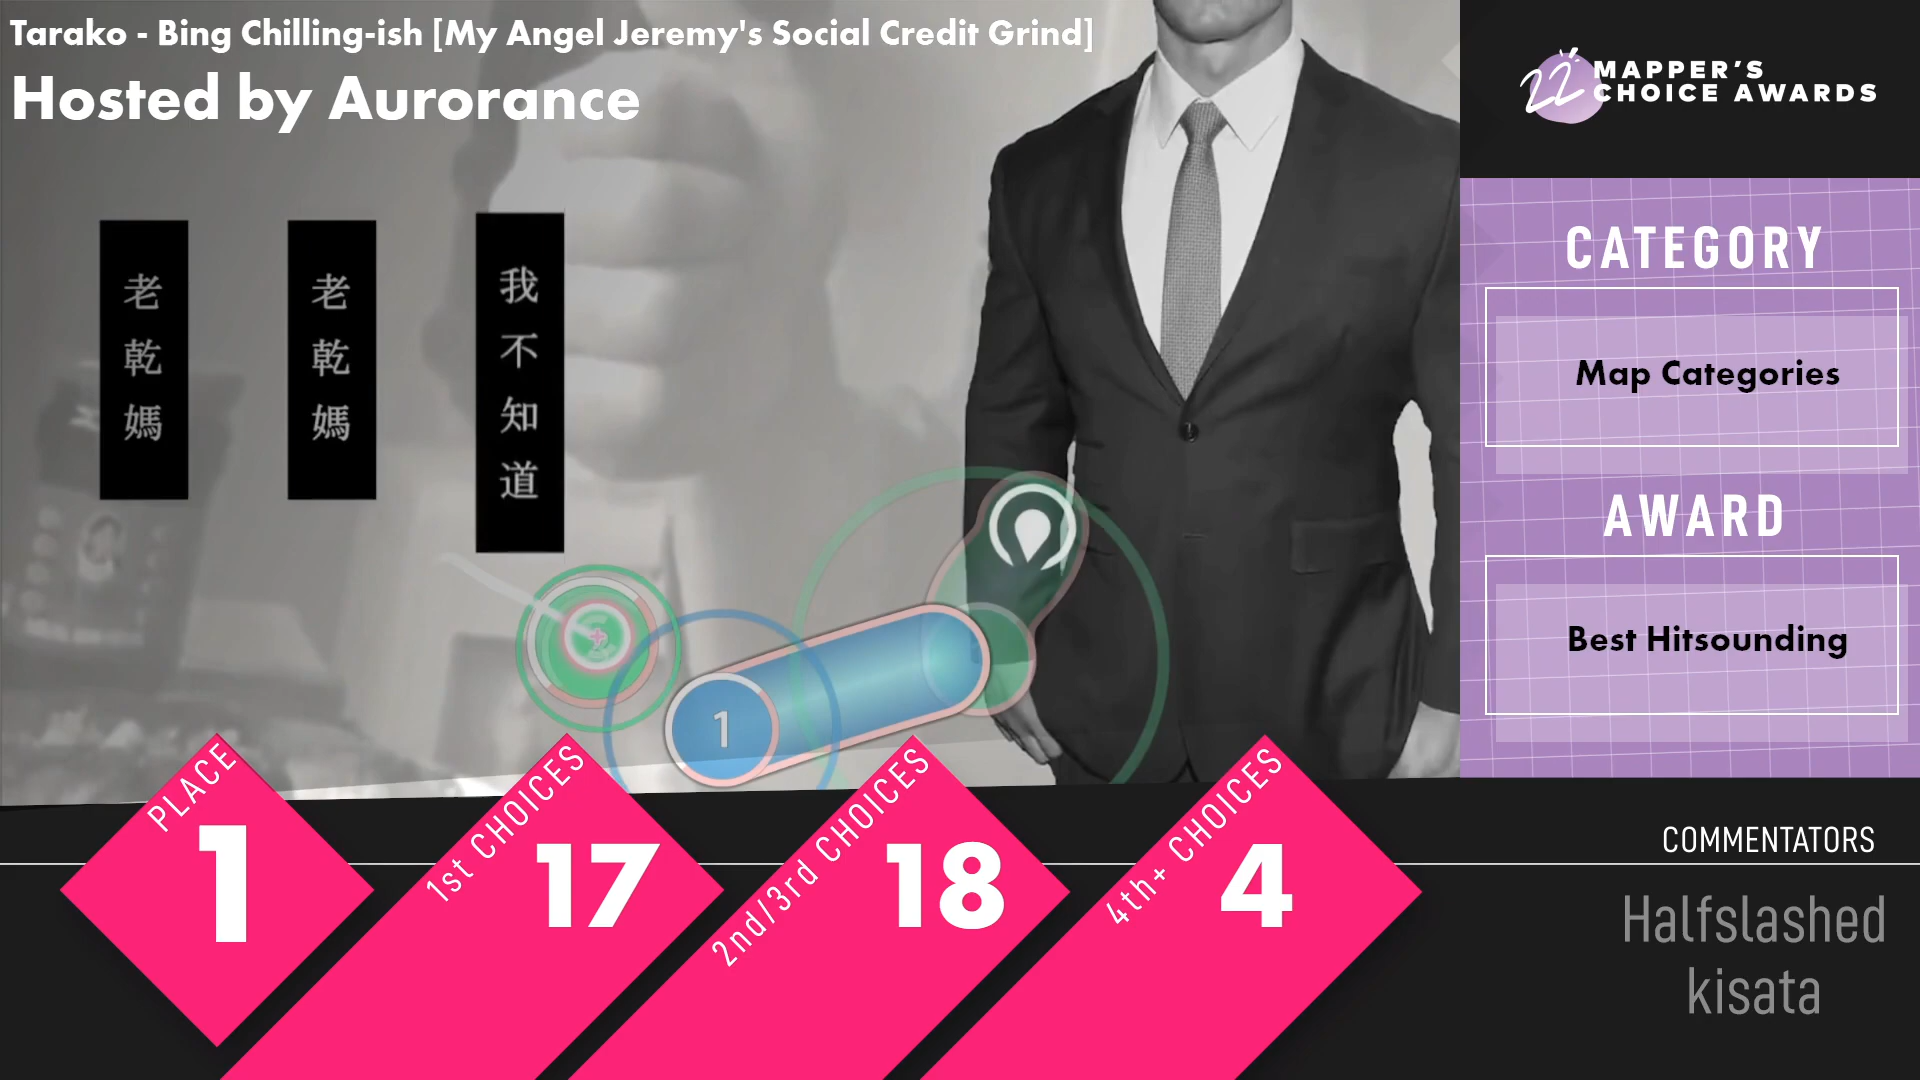 Tarako - Bing Chilling-ish [My Angel Jeremy's Social Credit Grind]
Hosted by Aurorance
22 MAPPER'S
CHOICE AWARDS
老乾媽
老乾媽
我不知道
1
CATEGORY
Map Categories
AWARD
Best Hitsounding
PLACE
1
1st CHOICES
17
2nd/3rd CHOICES
18
4th+ CHOICES
4
COMMENTATORS
Halfslashed
kisata